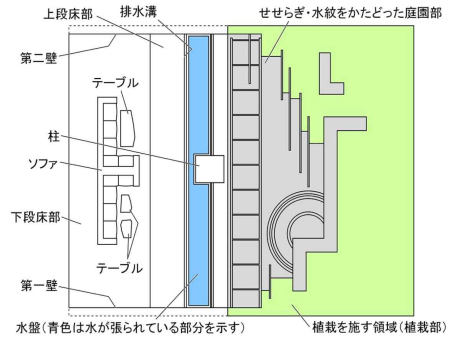 上段床部
排水溝
せせらぎ・水紋をかたどった庭園部
第二壁
テーブル
柱
ソファ
下段床部
テーブル
第一壁
水盤(青色は水が張られている部分を示す)
植栽を施す領域(植栽部)